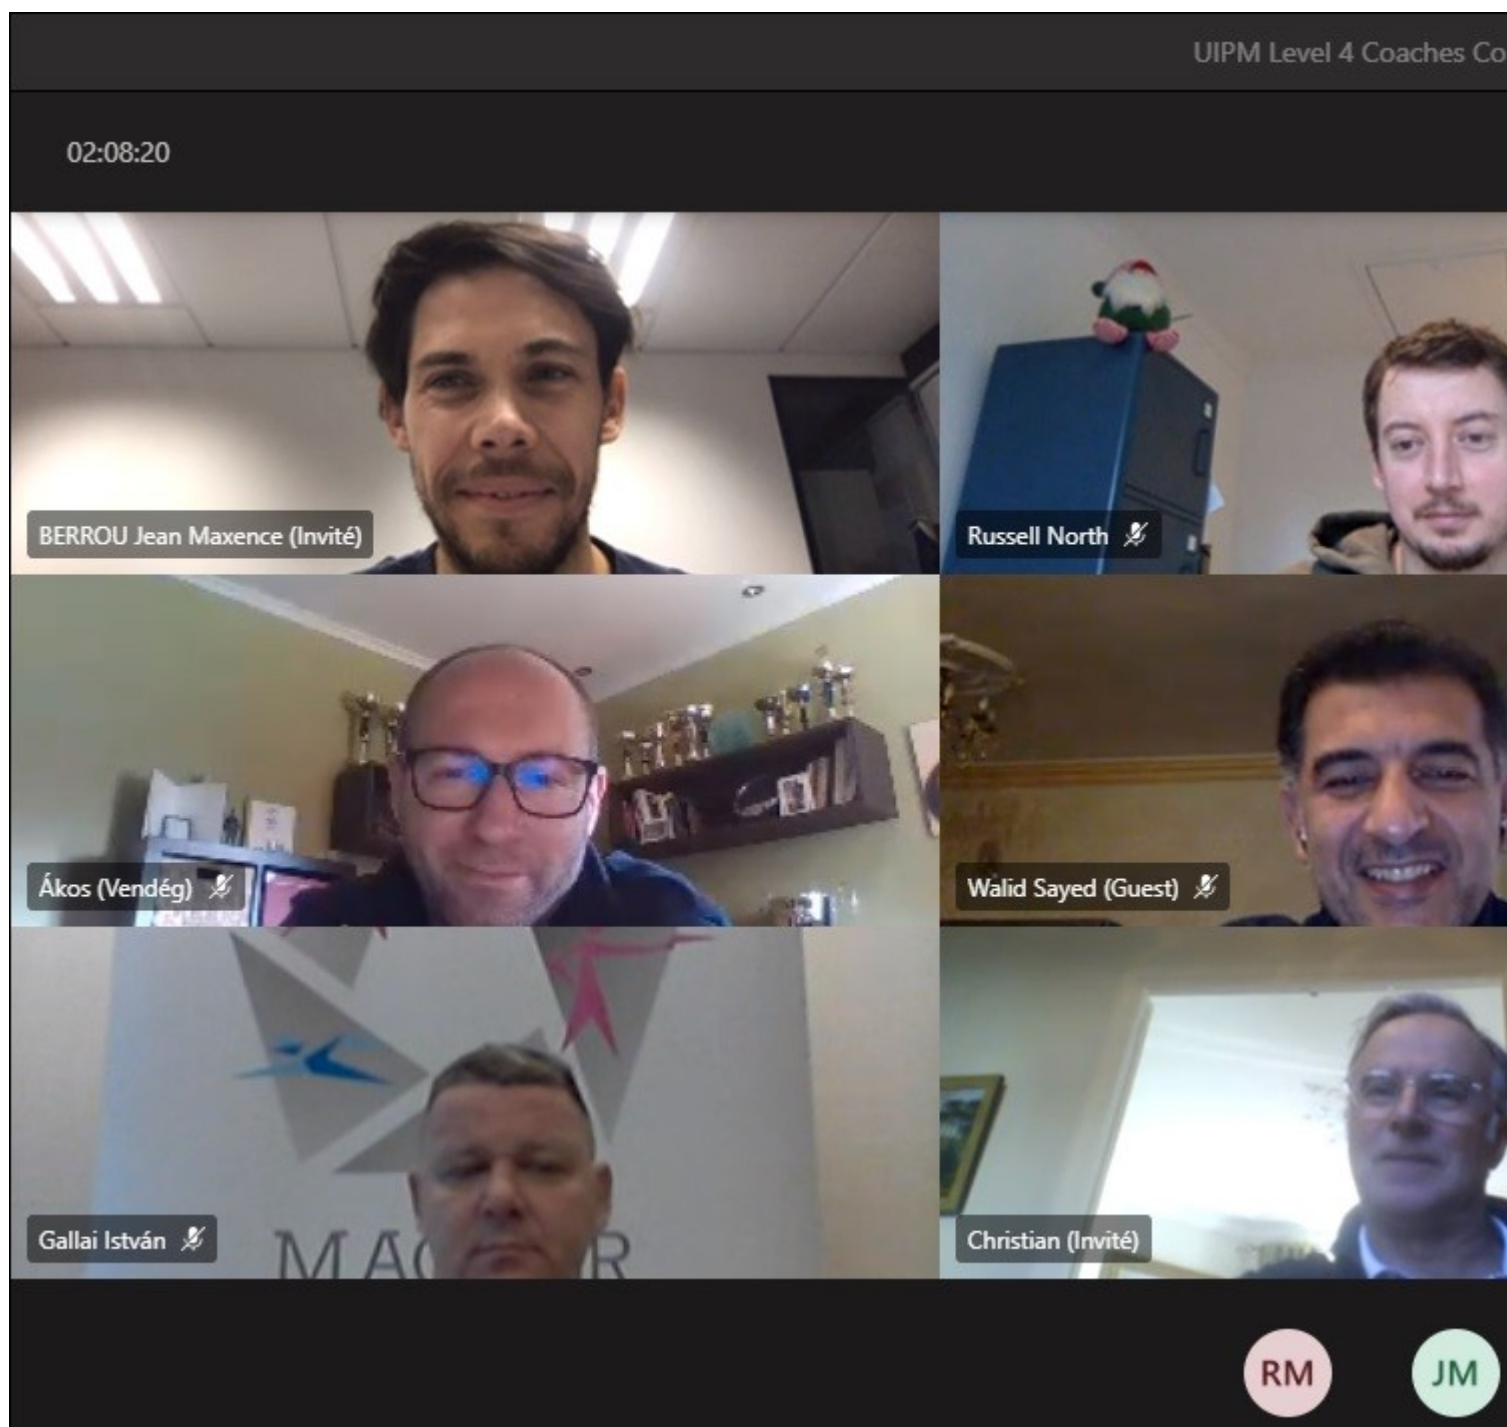 UIPM Level 4 Coaches Co
02:08:20
BERROU Jean Maxence (Invité)
Russell North
Ákos (Vendég)
Walid Sayed (Guest)
Gallai István
Christian (Invité)
RM
JM